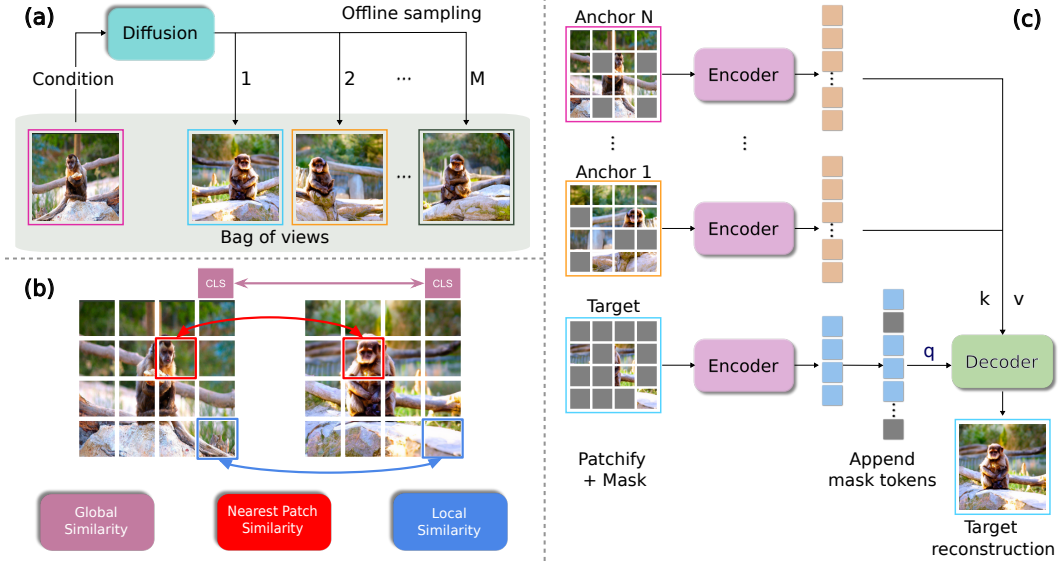 (a)
Offline sampling
Diffusion
Condition
1
2
...
M
Bag of views
(b)
CLS
CLS
Global
Similarity
Nearest Patch
Similarity
Local
Similarity
(c)
Anchor N
Encoder
Anchor 1
Encoder
Target
Encoder
k
v
q
Decoder
Patchify
+ Mask
Append
mask tokens
Target
reconstruction